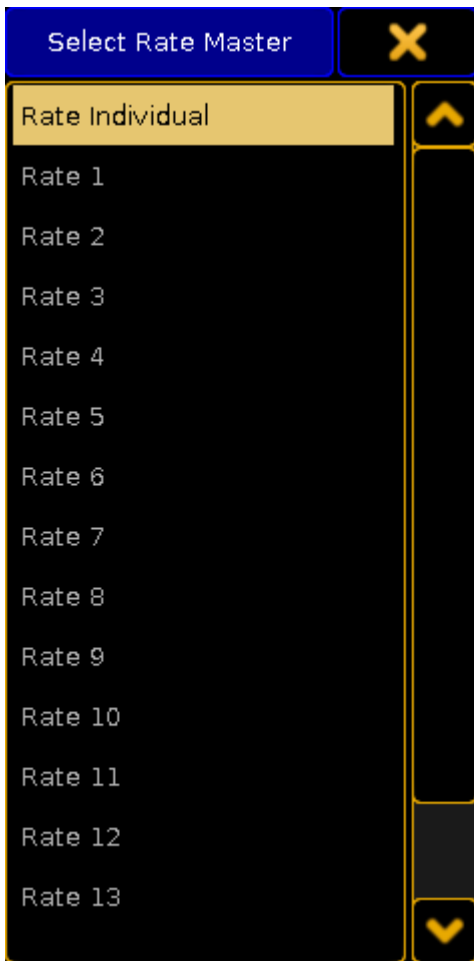 Select Rate Master
Rate Individual
Rate 1
Rate 2
Rate 3
Rate 4
Rate 5
Rate 6
Rate 7
Rate 8
Rate 9
Rate 10
Rate 11
Rate 12
Rate 13